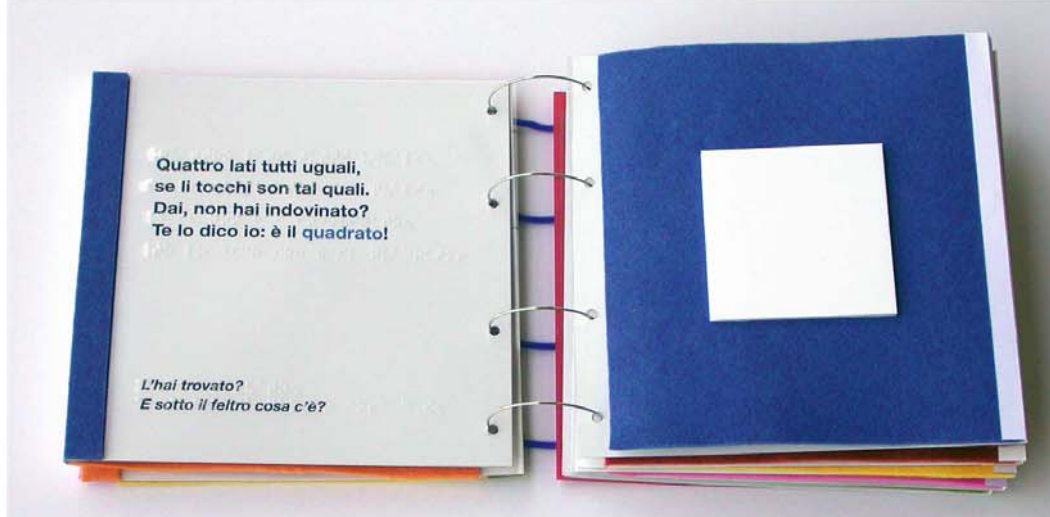 Quattro lati tutti uguali,
se li tocchi son tal quali.
Dai, non hai indovinato?
Te lo dico io: è il quadrato!
L'hai trovato?
E sotto il feltro cosa c'è?